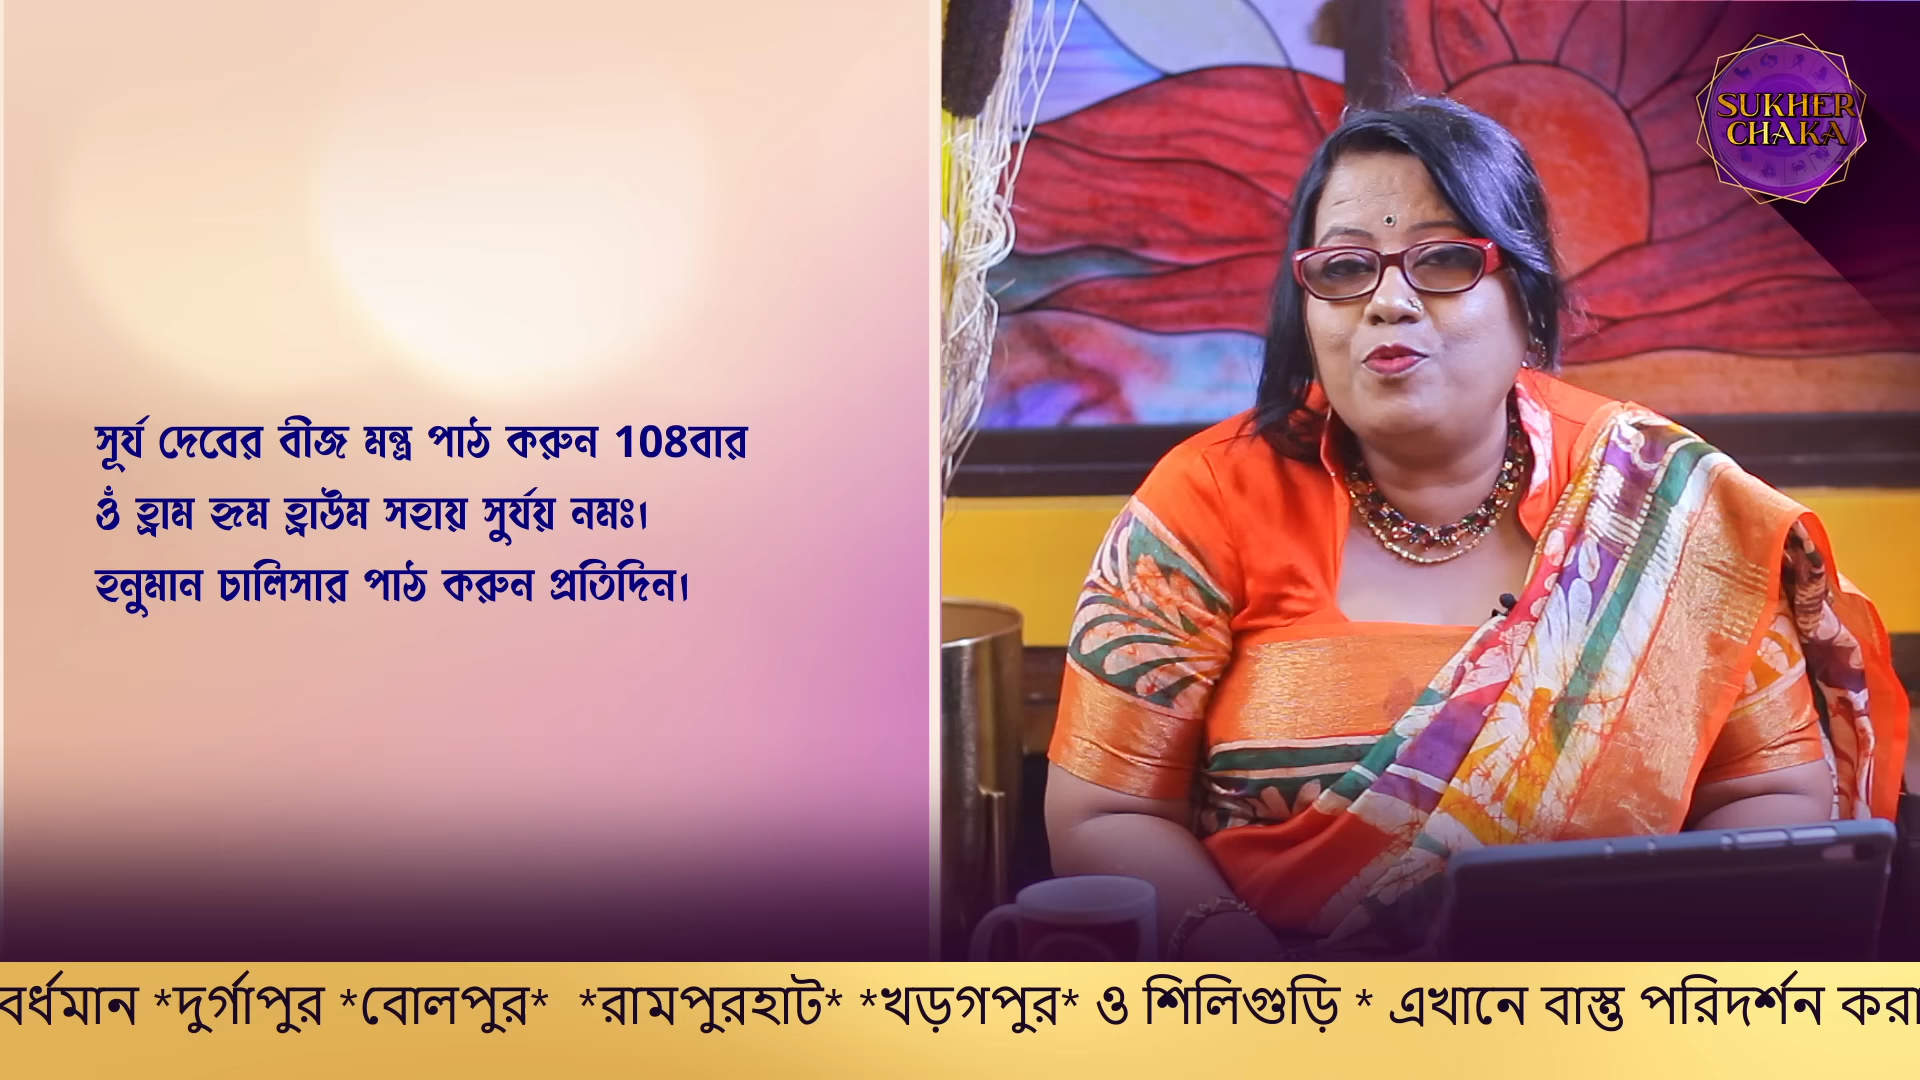 সূর্য দেবের বীজ মন্ত্র পাঠ করুন 108বার
ওঁ হ্রাম হৃম হ্রাউম সহায় সুর্যয় নমঃ।
হনুমান চালিসার পাঠ করুন প্রতিদিন।
SUKHER
CHAKA
বর্ধমান *দুর্গাপুর *বোলপুর* *রামপুরহাট* *খড়গপুর* ও শিলিগুড়ি * এখানে বাস্তু পরিদর্শন করা